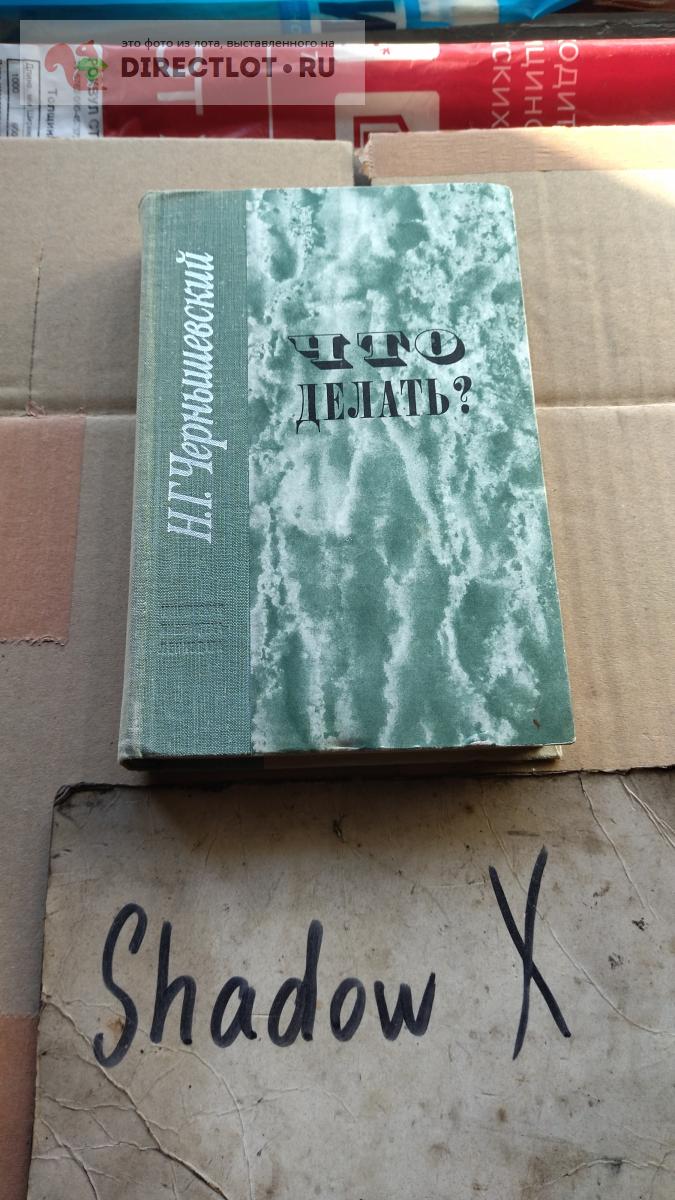 это фото из лота, выставленного на
DIRECTLOT•RU
Н.Г. Чернышевский
ЧТО
ДЕЛАТЬ?
Shadow X